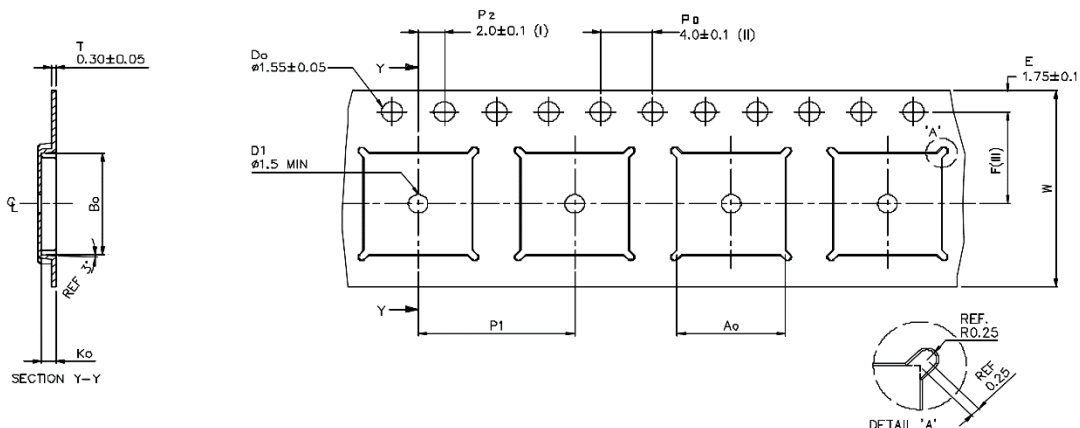 T
0.30±0.05
Bo
REF 3°
Ko
SECTION Y-Y
P2
2.0±0.1 (I)
Po
4.0±0.1 (II)
Do
ø1.55±0.05
Y
E
1.75±0.1
"A"
D1
ø1.5 MIN
F(III)
W
Y
P1
Ao
REF.
R0.25
REF
0.25
DETAIL "A"